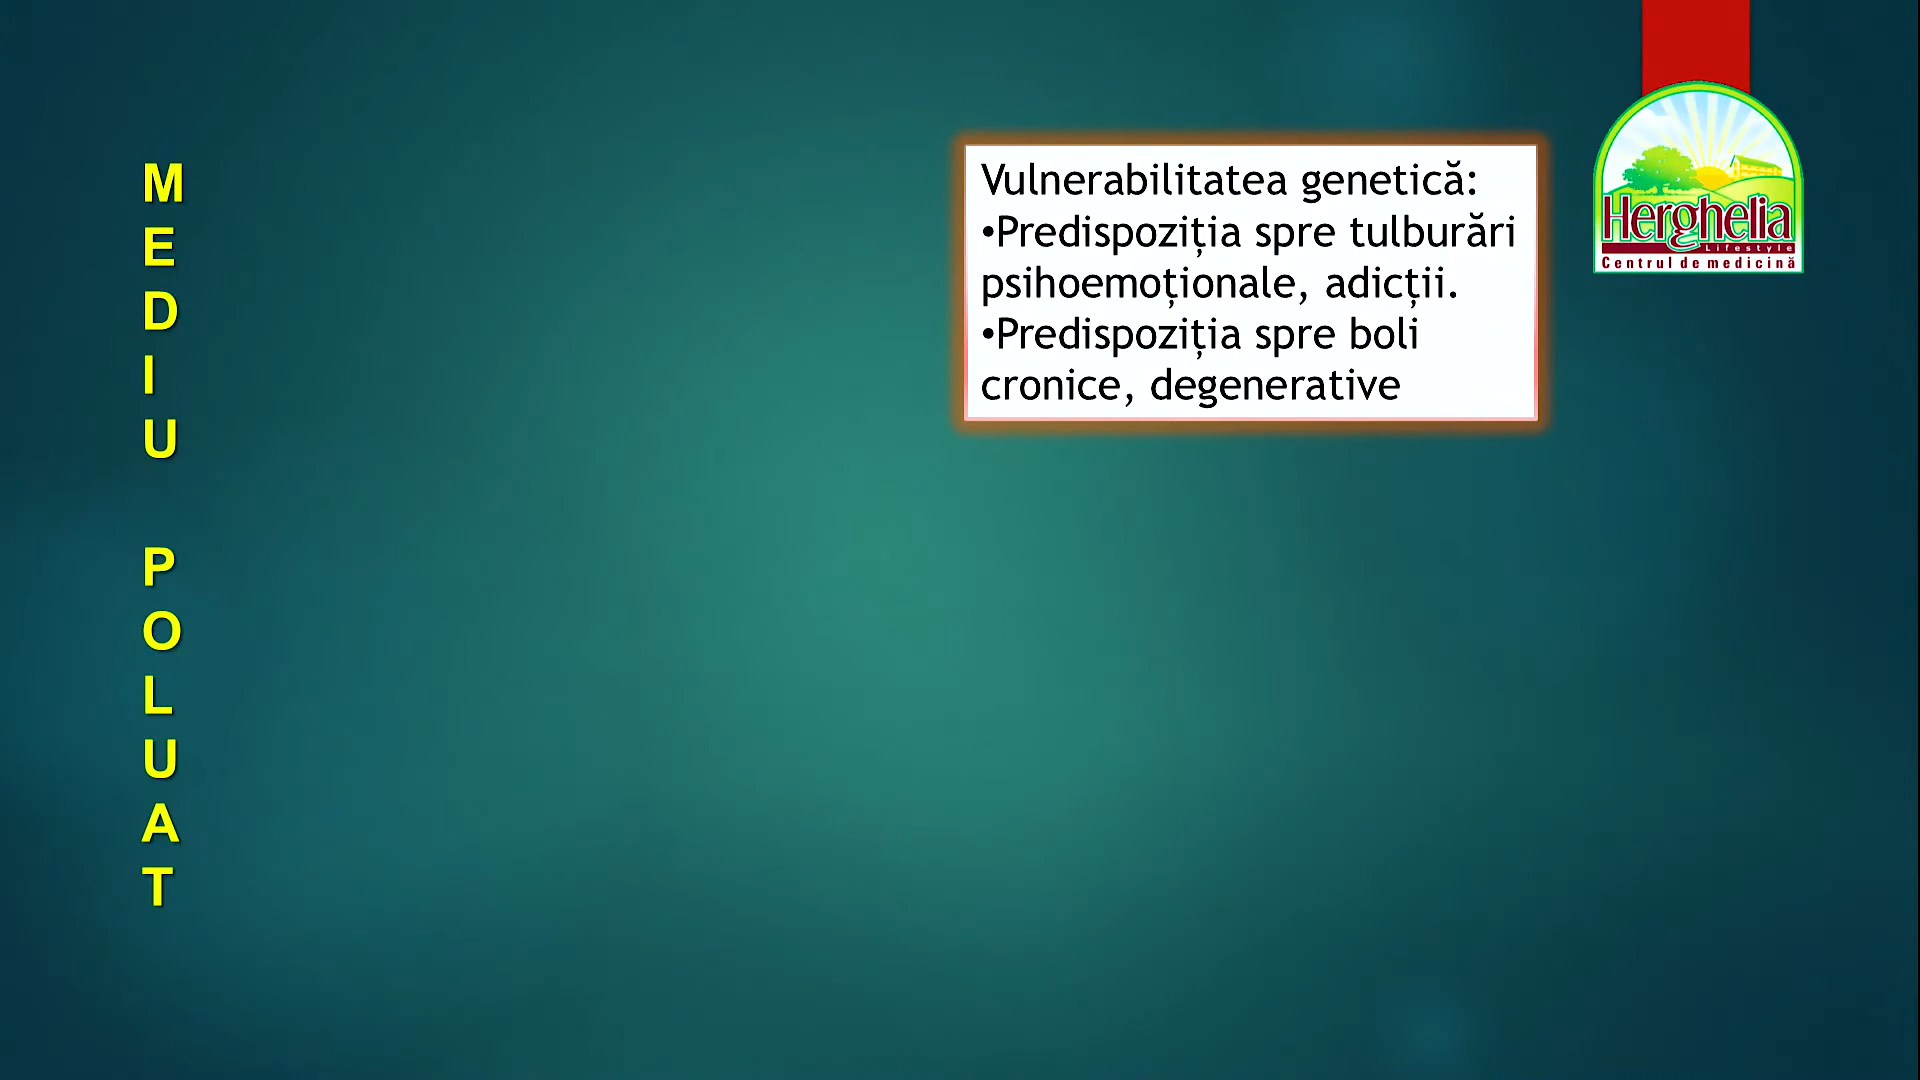 M
E
D
I
U
P
O
L
U
A
T
Vulnerabilitatea genetică:
•Predispoziția spre tulburări
psihoemoționale, adicții.
•Predispoziția spre boli
cronice, degenerative
Herghelia
Lifestyle
Centrul de medicină